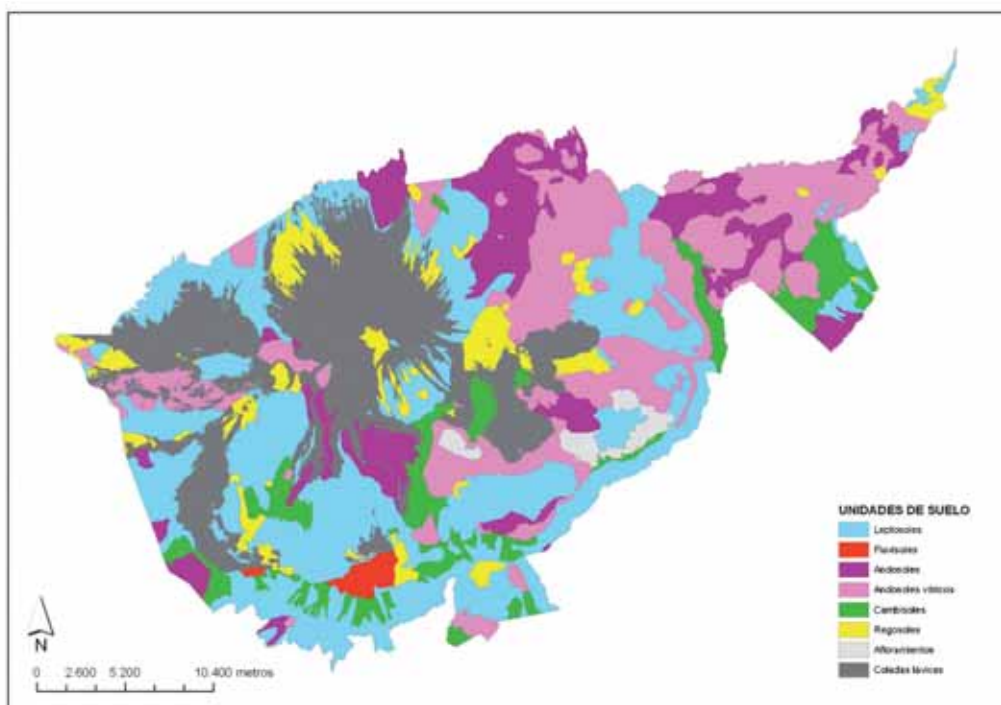 UNIDADES DE SUELO
Leptosoles
Fluvisoles
Andosoles
Andosoles vítricos
Cambisoles
Regosoles
Afloramientos
Coladas lávicas
N
0 2.600 5.200 10.400 metros